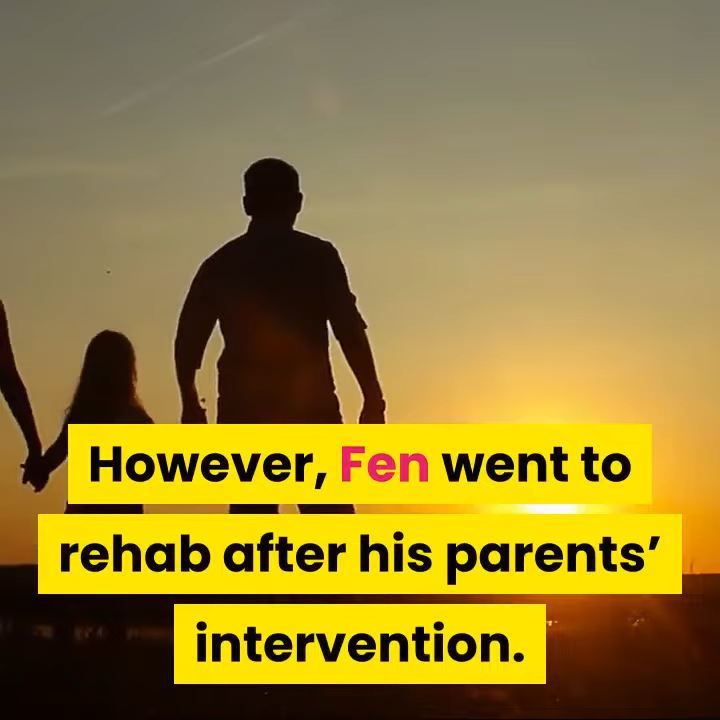 However, Fen went to
rehab after his parents’
intervention.